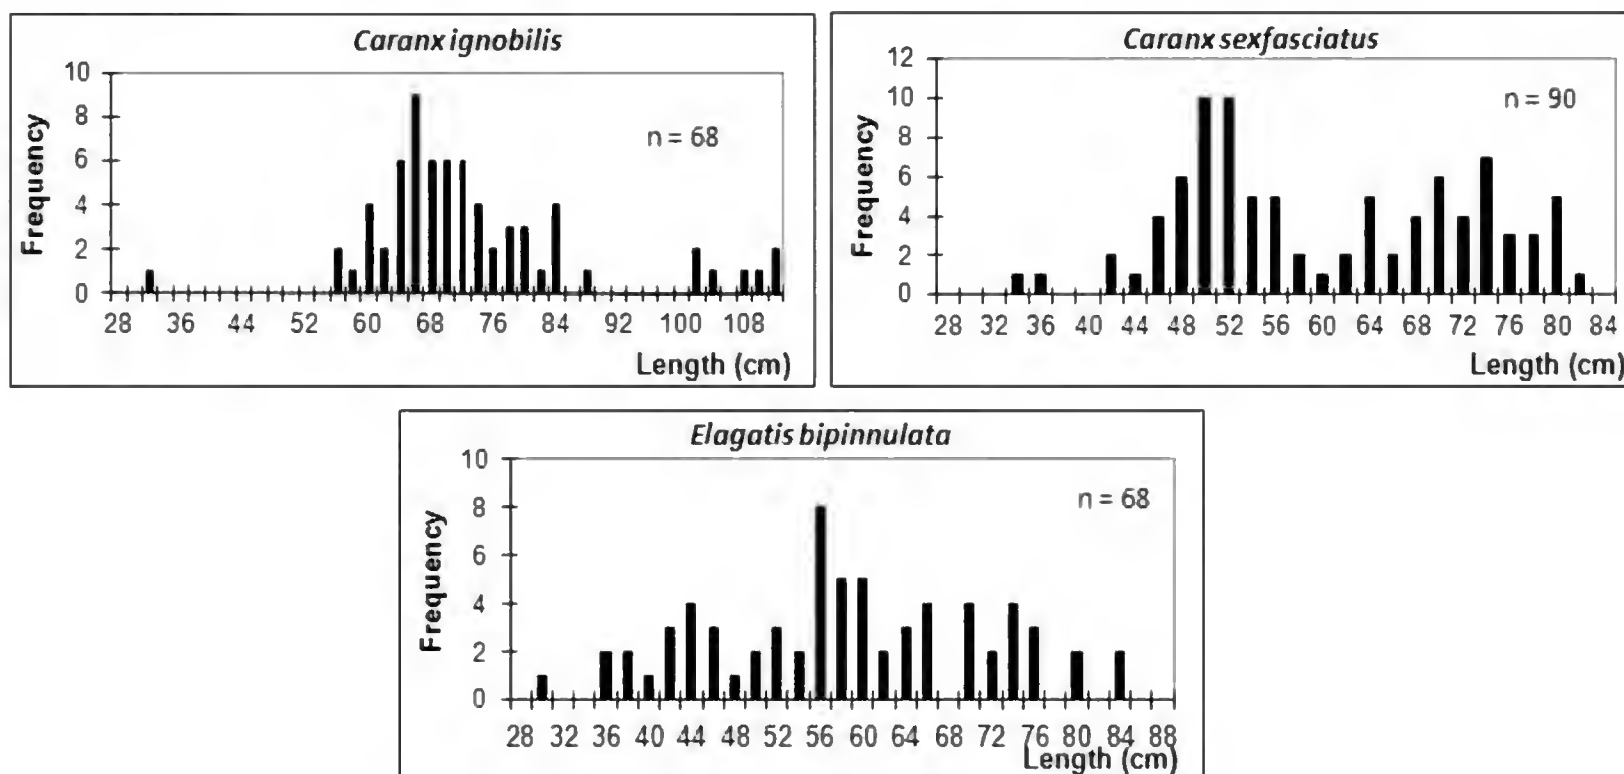 Caranx ignobilis
10
8
6
4
2
0
Frequency
n = 68
28 36 44 52 60 68 76 84 92 100 108
Length (cm)
Caranx sexfasciatus
12
10
8
6
4
2
0
Frequency
n = 90
28 32 36 40 44 48 52 56 60 64 68 72 76 80 84
Length (cm)
Elagatis bipinnulata
10
8
6
4
2
0
Frequency
n = 68
28 32 36 40 44 48 52 56 60 64 68 72 76 80 84 88
Length (cm)